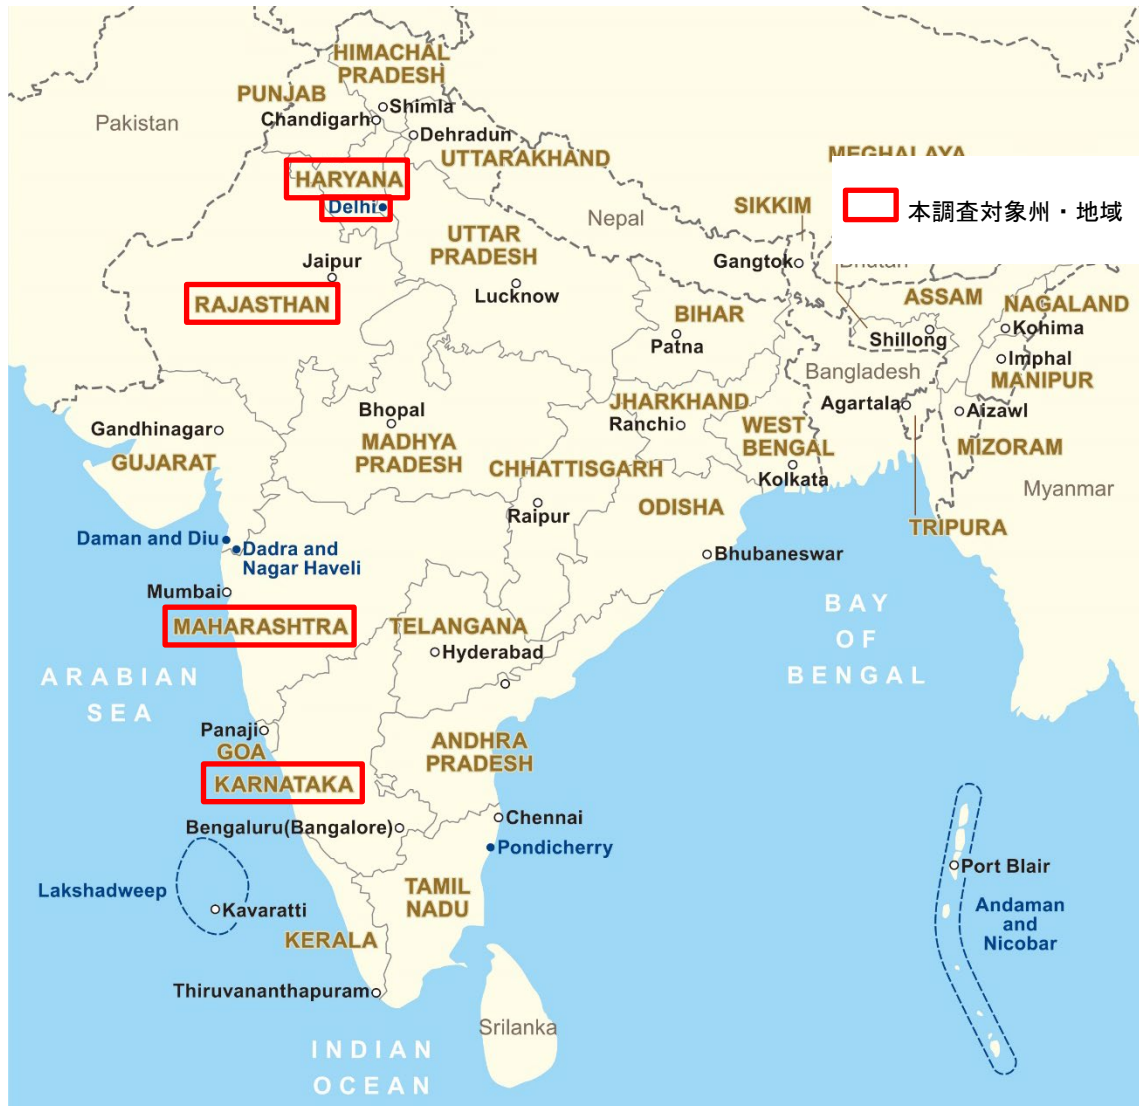 HIMACHAL
PRADESH
PUNJAB
Shimla
Chandigarh
Pakistan
Dehradun
UTTARAKHAND
MEGHALAYA
HARYANA
Delhi
SIKKIM
本調査対象州・地域
Nepal
UTTAR
PRADESH
Jaipur
Gangtok
Bhutan
Lucknow
RAJASTHAN
ASSAM
NAGALAND
BIHAR
Kohima
Patna
Shillong
Imphal
Bangladesh
MANIPUR
JHARKHAND
Agartala
Aizawl
Bhopal
Ranchi
WEST
BENGAL
Gandhinagar
MADHYA
PRADESH
MIZORAM
GUJARAT
CHHATTISGARH
Kolkata
Myanmar
ODISHA
Raipur
TRIPURA
Daman and Diu
Dadra and
Nagar Haveli
Bhubaneswar
Mumbai
BAY
OF
BENGAL
MAHARASHTRA
TELANGANA
Hyderabad
ARABIAN
SEA
Panaji
GOA
ANDHRA
PRADESH
KARNATAKA
Bengaluru(Bangalore)
Chennai
Pondicherry
Port Blair
Lakshadweep
TAMIL
NADU
Kavaratti
Andaman
and
Nicobar
KERALA
Thiruvananthapuram
Srilanka
INDIAN
OCEAN